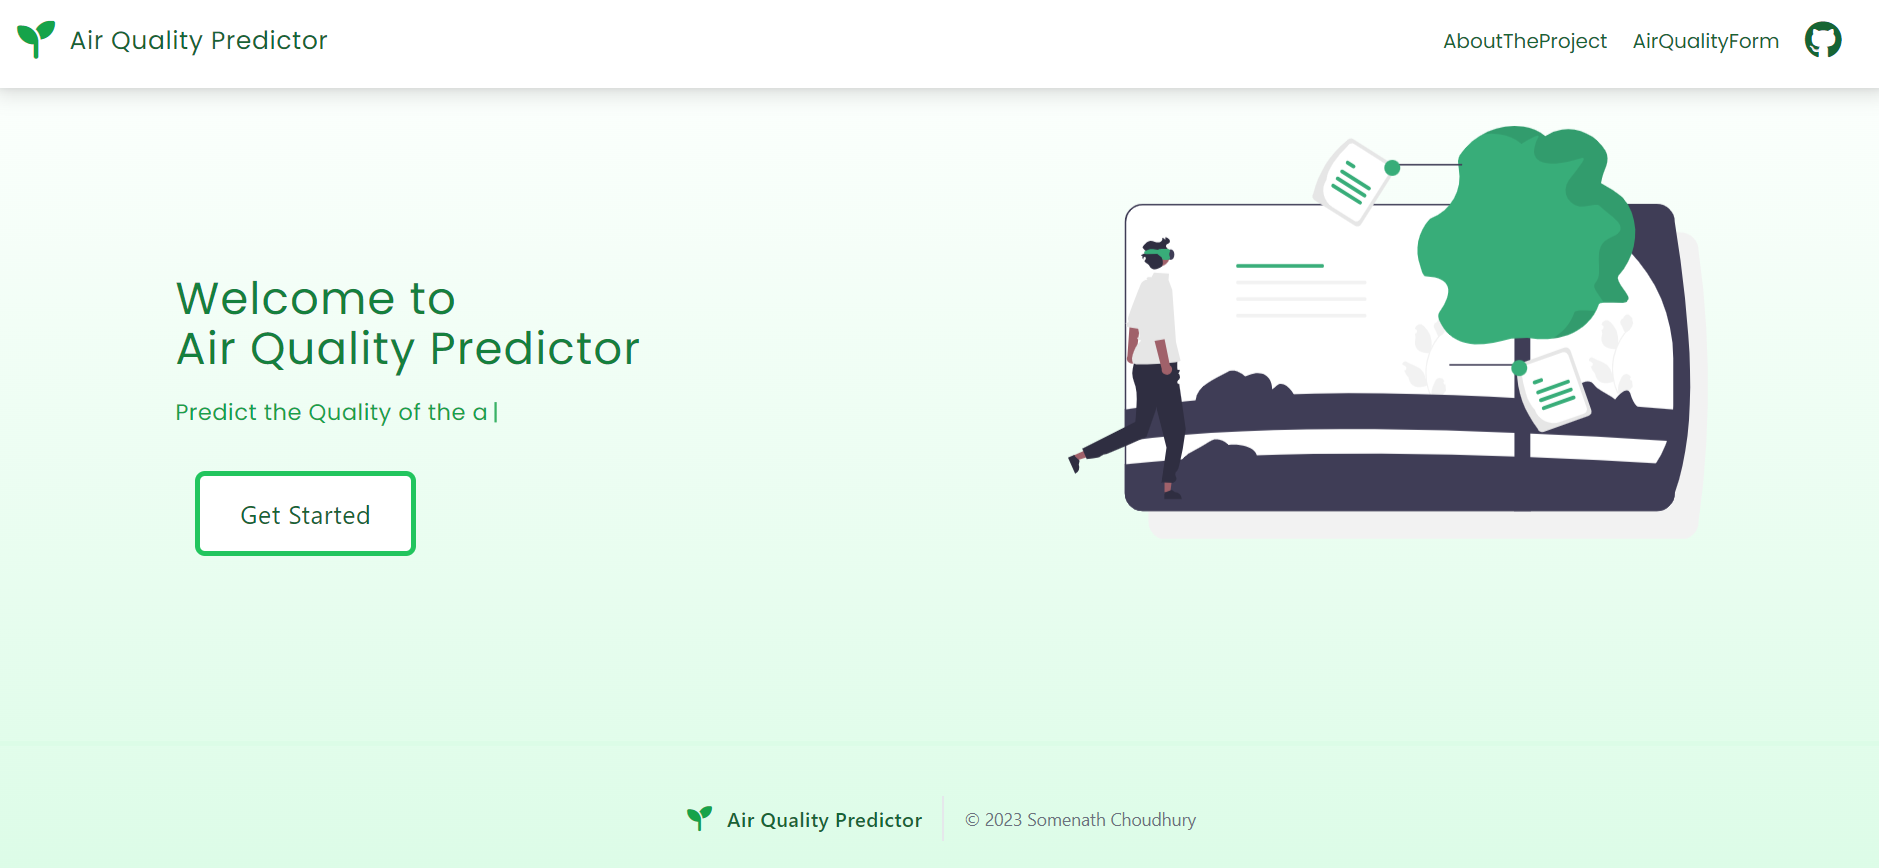 Air Quality Predictor
AboutTheProject
AirQualityForm
Welcome to
Air Quality Predictor
Predict the Quality of the a|
Get Started
Air Quality Predictor
© 2023 Somenath Choudhury